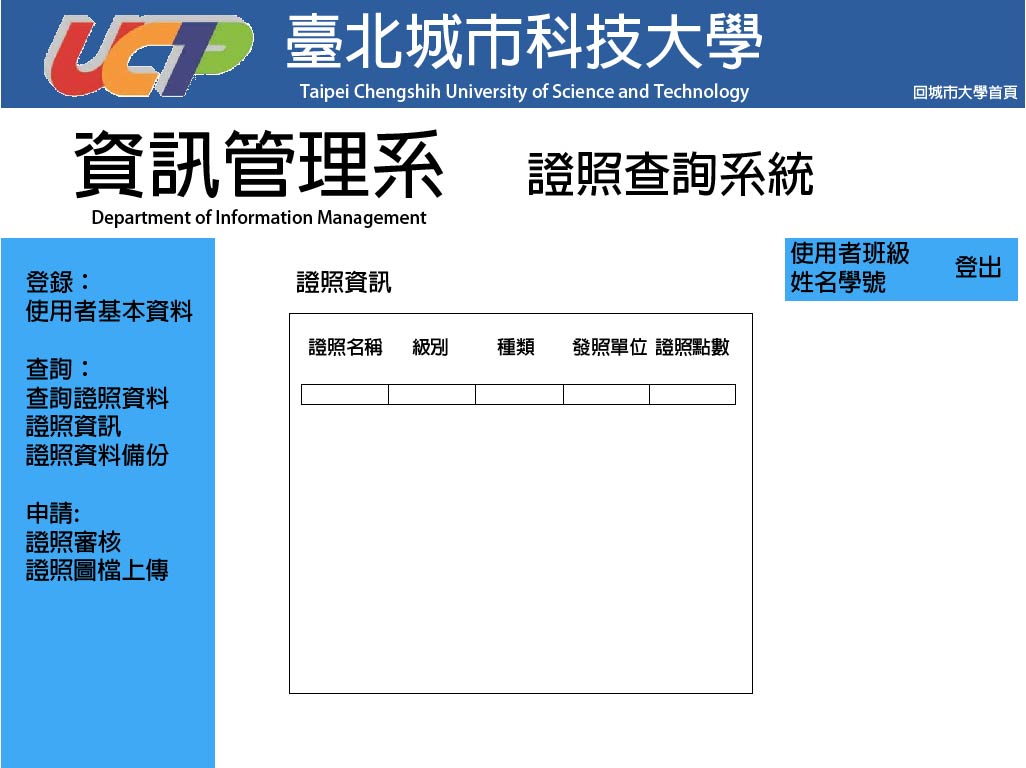 UCTP
臺北城市科技大學
Taipei Chengshih University of Science and Technology
回城市大學首頁
資訊管理系
證照查詢系統
Department of Information Management
登錄：
使用者基本資料
查詢：
查詢證照資料
證照資訊
證照資料備份
申請:
證照審核
證照圖檔上傳
證照資訊
證照名稱 級別 種類 發照單位 證照點數
使用者班級
姓名學號
登出